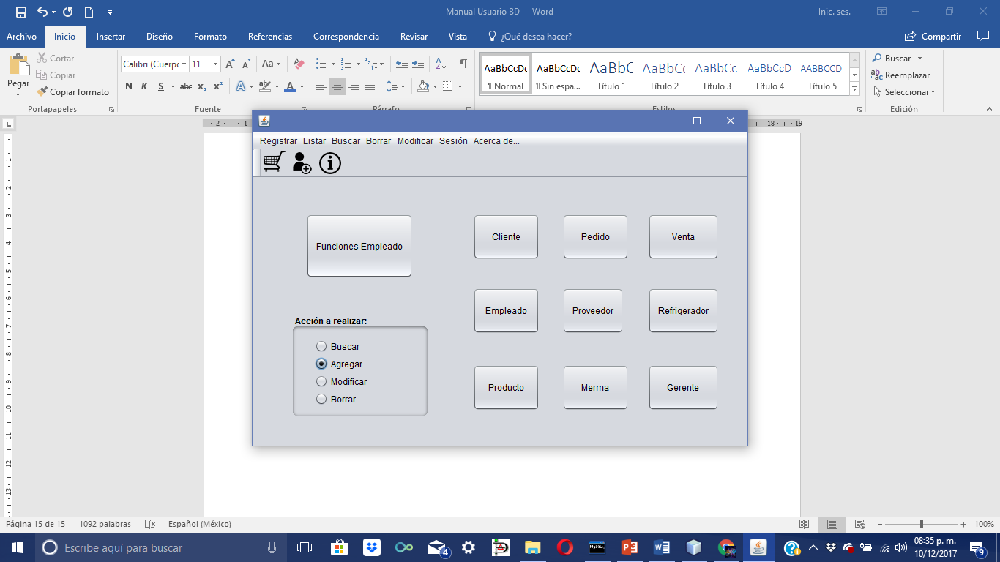 Manual Usuario BD - Word
Inic. ses.
Archivo Inicio Insertar Diseño Formato Referencias Correspondencia Revisar Vista ¿Qué desea hacer? Compartir
Pegar
Cortar
Copiar
Copiar formato
Portapapeles
Calibri (Cuerpo 11
Aa
N K S abc x₂ x²
Fuente
Párrafo
AaBbCcDc AaBbCcDc AaBbC AaBbCcC AaBbCc AaBbCcD AABBCCDI
¶ Normal ¶ Sin espa... Título 1 Título 2 Título 3 Título 4 Título 5
Estilos
Buscar
Reemplazar
Seleccionar
Edición
Registrar Listar Buscar Borrar Modificar Sesión Acerca de...
Funciones Empleado
Cliente Pedido Venta
Empleado Proveedor Refrigerador
Producto Merma Gerente
Acción a realizar:
Buscar
Agregar
Modificar
Borrar
Página 15 de 15 1092 palabras Español (México) 100%
Escribe aquí para buscar
08:35 p. m.
10/12/2017